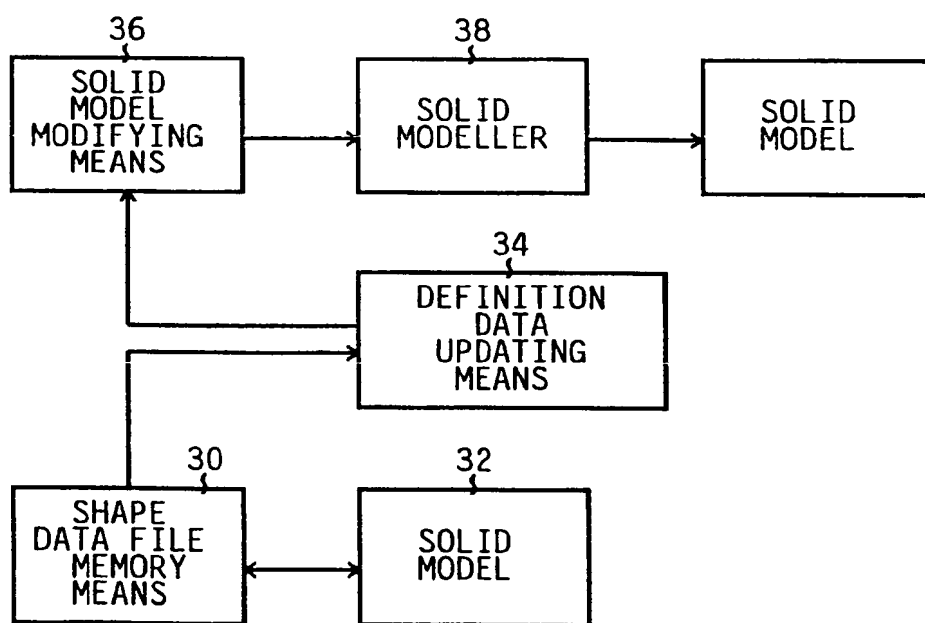 36
SOLID
MODEL
MODIFYING
MEANS
38
SOLID
MODELLER
SOLID
MODEL
34
DEFINITION
DATA
UPDATING
MEANS
30
SHAPE
DATA FILE
MEMORY
MEANS
32
SOLID
MODEL